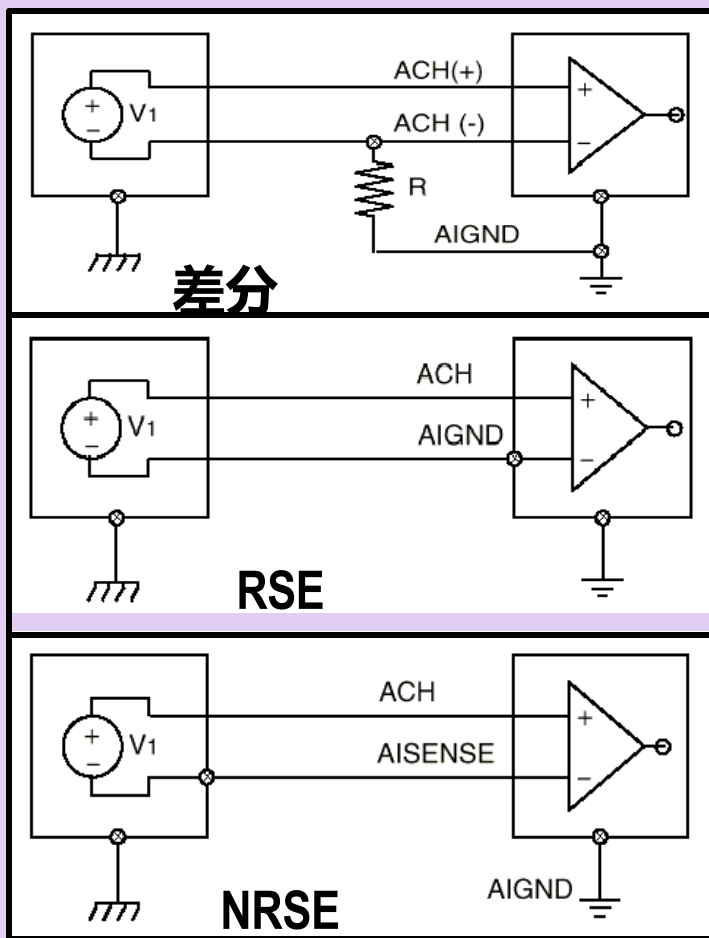 ACH(+)
+
V1
+
ACH (-)
−
−
R
AIGND
差分
ACH
+
V1
+
AIGND
−
−
RSE
ACH
+
+
V1
AISENSE
−
−
AIGND
NRSE